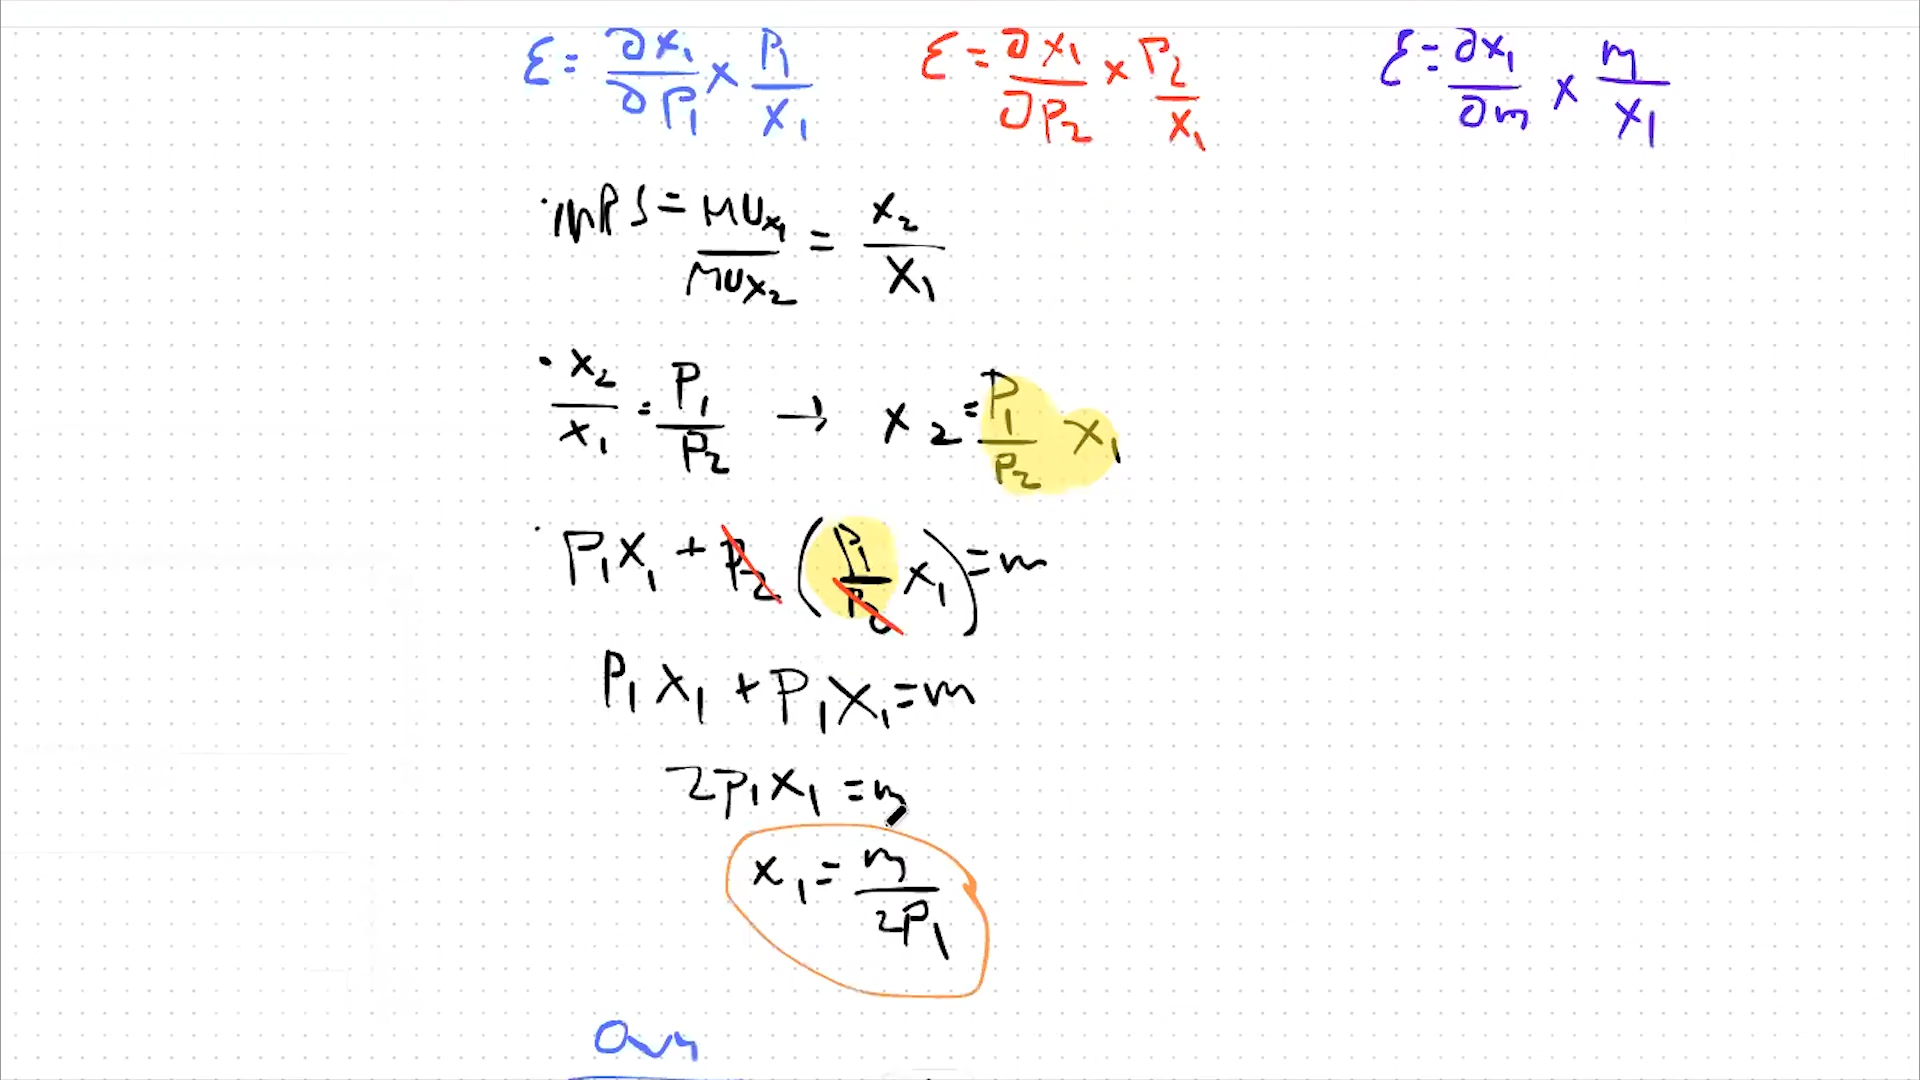 ε = ∂x₁/∂P₁ × P₁/x₁
ε = ∂x₁/∂P₂ × P₂/x₁
ε = ∂x₁/∂m × m/x₁
· MRS = MUx₁/MUx₂ = x₂/x₁
· x₂/x₁ = P₁/P₂ → x₂ = P₁/P₂ x₁
· P₁x₁ + P₂ (P₁/P₂ x₁) = m
P₁x₁ + P₁x₁ = m
2P₁x₁ = m
x₁ = m/2P₁
Own